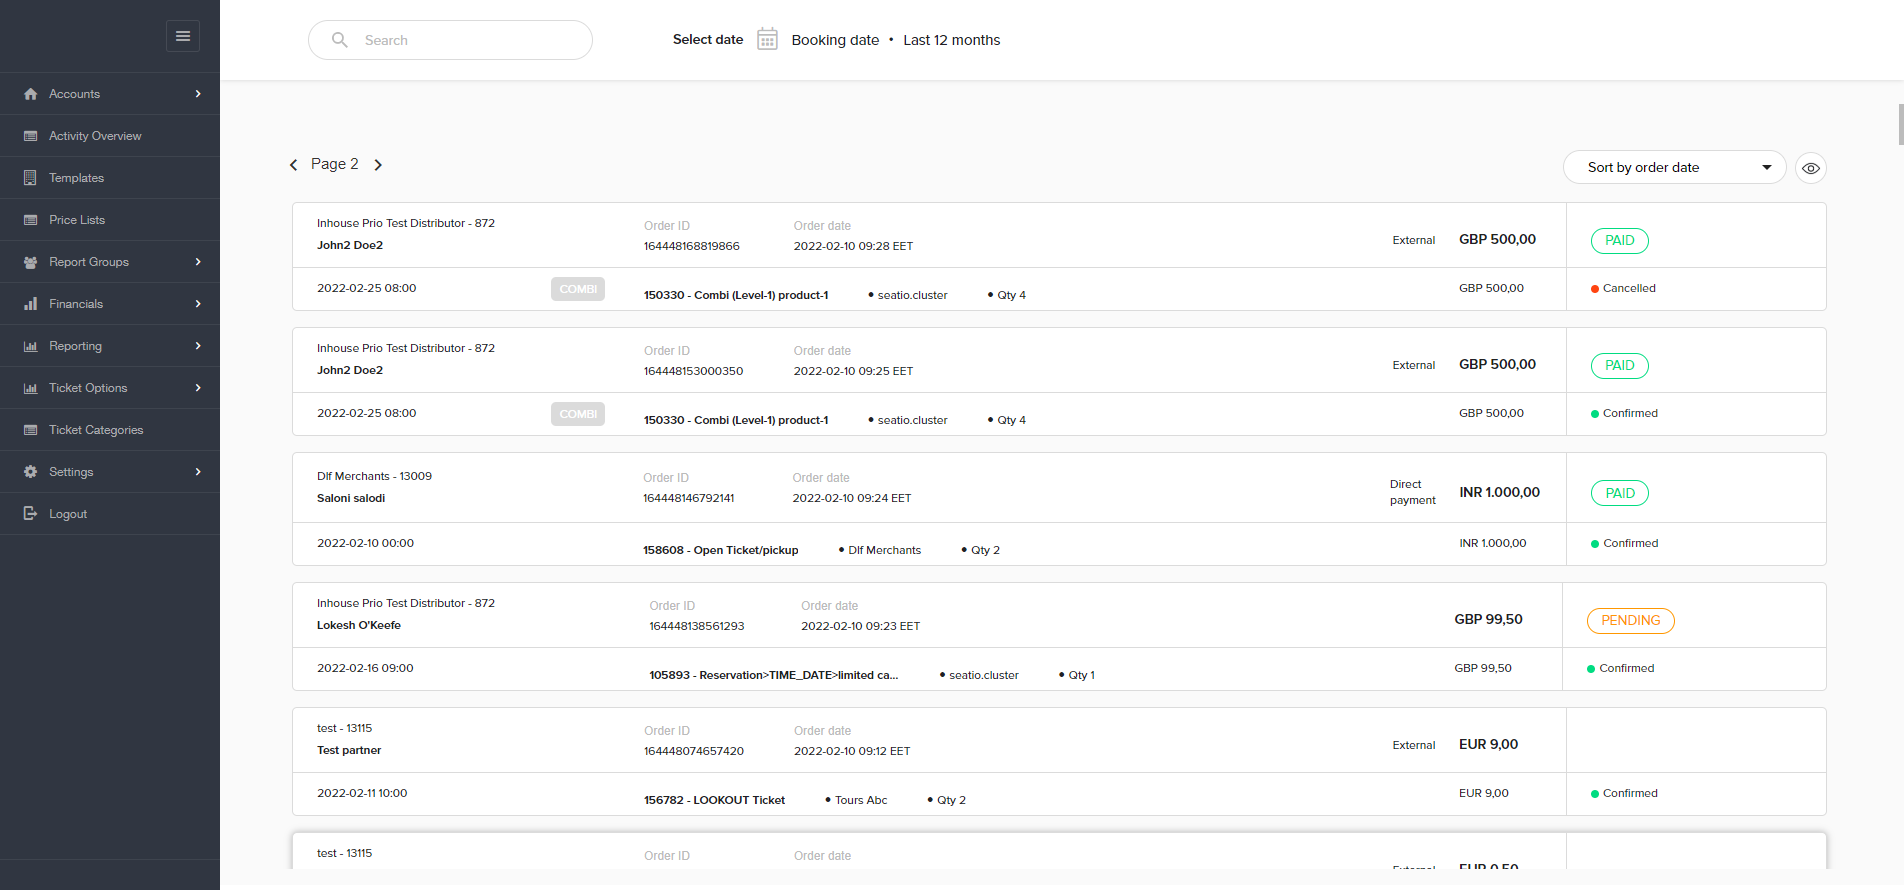 Search
Select date Booking date • Last 12 months
Accounts
Activity Overview
Templates
Price Lists
Report Groups
Financials
Reporting
Ticket Options
Ticket Categories
Settings
Logout
Page 2
Sort by order date
Inhouse Prio Test Distributor - 872 Order ID Order date
John2 Doe2 164448168819866 2022-02-10 09:28 EET External GBP 500,00 PAID
2022-02-25 08:00 COMBI 150330 - Combi (Level-1) product-1 • seatio.cluster • Qty 4 GBP 500,00 Cancelled
Inhouse Prio Test Distributor - 872 Order ID Order date
John2 Doe2 164448153000350 2022-02-10 09:25 EET External GBP 500,00 PAID
2022-02-25 08:00 COMBI 150330 - Combi (Level-1) product-1 • seatio.cluster • Qty 4 GBP 500,00 Confirmed
Dlf Merchants - 13009 Order ID Order date
Saloni salodi 164448146792141 2022-02-10 09:24 EET Direct payment INR 1.000,00 PAID
2022-02-10 00:00 158608 - Open Ticket/pickup • Dlf Merchants • Qty 2 INR 1.000,00 Confirmed
Inhouse Prio Test Distributor - 872 Order ID Order date
Lokesh O'Keefe 164448138561293 2022-02-10 09:23 EET GBP 99,50 PENDING
2022-02-16 09:00 105893 - Reservation>TIME_DATE>limited ca... • seatio.cluster • Qty 1 GBP 99,50 Confirmed
test - 13115 Order ID Order date
Test partner 164448074657420 2022-02-10 09:12 EET External EUR 9,00
2022-02-11 10:00 156782 - LOOKOUT Ticket • Tours Abc • Qty 2 EUR 9,00 Confirmed
test - 13115 Order ID Order date
External EUR 0,50